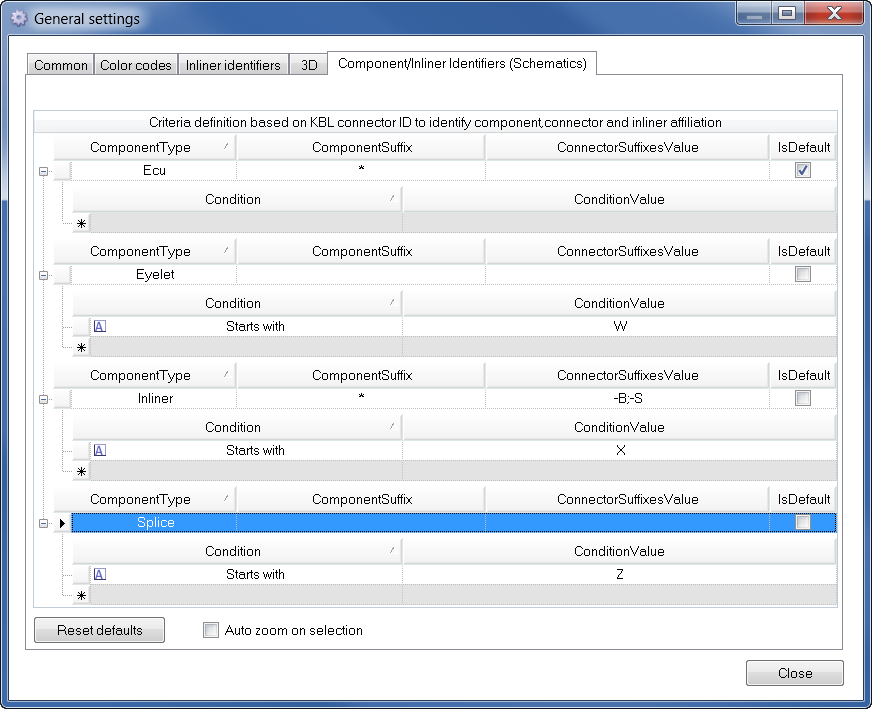 General settings
Common Color codes Inliner identifiers 3D Component/Inliner Identifiers (Schematics)
Criteria definition based on KBL connector ID to identify component,connector and inliner affiliation
ComponentType ComponentSuffix ConnectorSuffixesValue IsDefault
Ecu *
Condition ConditionValue
*
ComponentType ComponentSuffix ConnectorSuffixesValue IsDefault
Eyelet
Condition ConditionValue
A Starts with W
*
ComponentType ComponentSuffix ConnectorSuffixesValue IsDefault
Inliner * -B;-S
Condition ConditionValue
A Starts with X
*
ComponentType ComponentSuffix ConnectorSuffixesValue IsDefault
Splice
Condition ConditionValue
A Starts with Z
*
Reset defaults Auto zoom on selection
Close